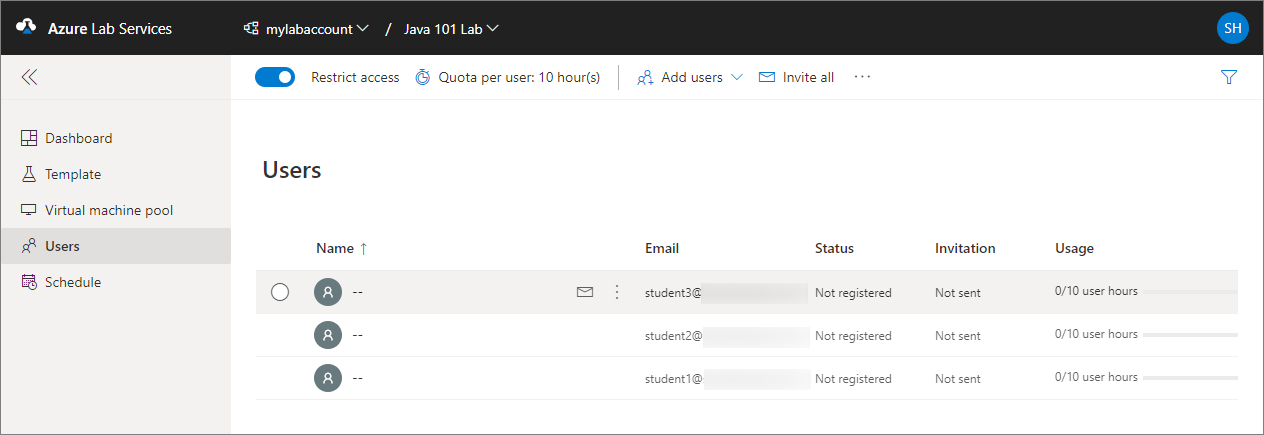 Azure Lab Services mylabaccount / Java 101 Lab SH
Restrict access Quota per user: 10 hour(s) Add users Invite all ...
Dashboard
Template
Virtual machine pool
Users
Schedule
Users
Name ↑ Email Status Invitation Usage
-- student3@ Not registered Not sent 0/10 user hours
-- student2@ Not registered Not sent 0/10 user hours
-- student1@ Not registered Not sent 0/10 user hours